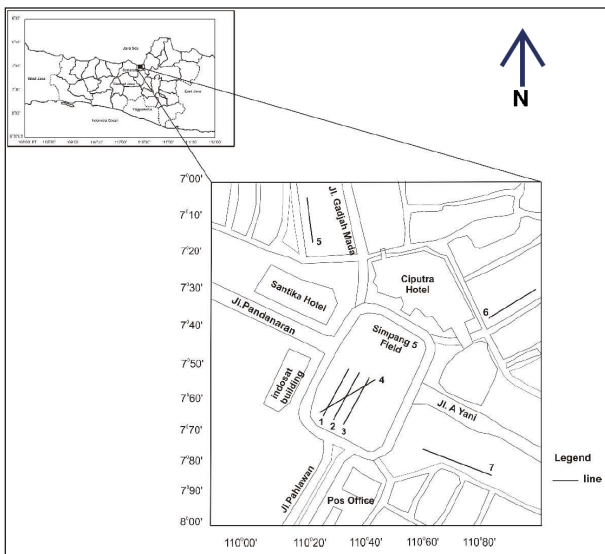 Java Sea
West Java
East Java
Yogyakarta
Indonesia Ocean
N
7°00'
7°10'
7°20'
7°30'
7°40'
7°50'
7°60'
7°80'
7°90'
8°00'
110°00'
110°20'
110°40'
110°60'
110°80'
Jl. Gadjah Mada
5
Santika Hotel
Ciputra
Hotel
6
Jl.Pandanaran
Simpang 5
Field
indosat
building
4
1
2
3
Jl. A Yani
7
Jl.Pahlawan
Pos Office
Legend
line